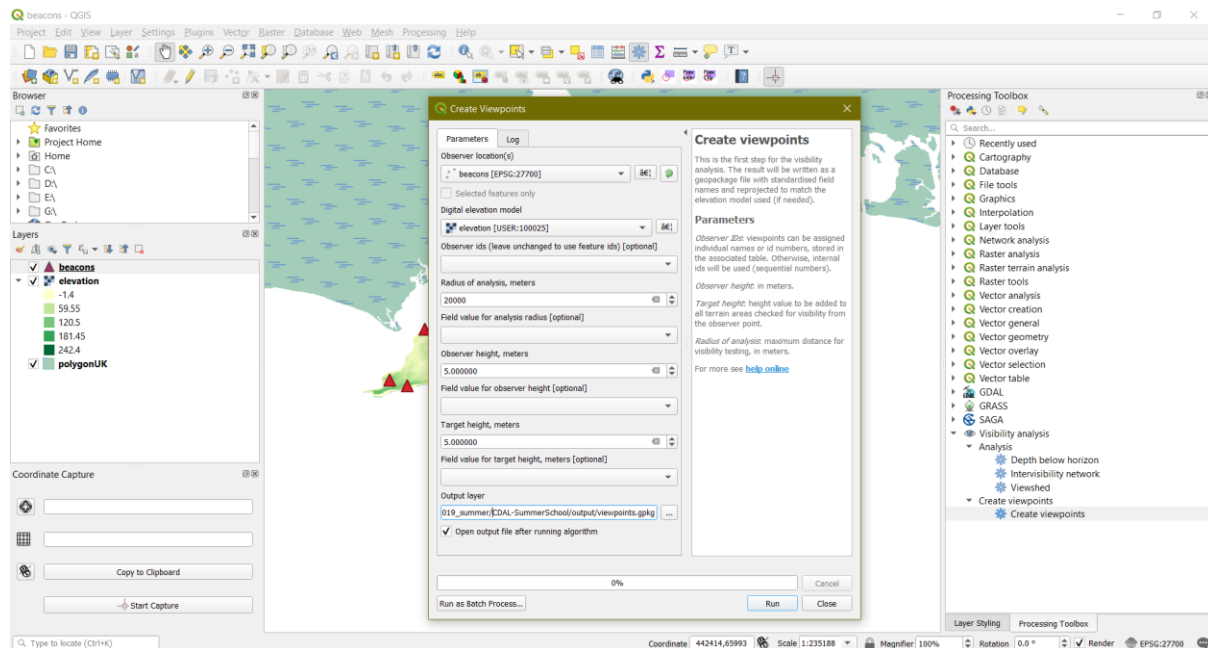 beacons - QGIS
Project Edit View Layer Settings Plugins Vector Raster Database Web Mesh Processing Help
Browser
Favorites
Project Home
Home
C:\
D:\
E:\
G:\
Layers
beacons
elevation
-1.4
59.55
120.5
181.45
242.4
polygonUK
Coordinate Capture
Copy to Clipboard
Start Capture
Create Viewpoints
Parameters Log
Observer location(s)
beacons [EPSG:27700]
…
Selected features only
Digital elevation model
elevation [USER:100025]
…
Observer ids (leave unchanged to use feature ids) [optional]
Radius of analysis, meters
20000
Field value for analysis radius [optional]
Observer height, meters
5.000000
Field value for observer height [optional]
Target height, meters
5.000000
Field value for target height, meters [optional]
Output layer
019_summer/CDAL-SummerSchool/output/viewpoints.gpkg
...
Open output file after running algorithm
Create viewpoints
This is the first step for the visibility
analysis. The result will be written as a
geopackage file with standardised field
names and reprojected to match the
elevation model used (if needed).
Parameters
Observer IDs: viewpoints can be assigned
individual names or id numbers, stored in
the associated table. Otherwise, internal
ids will be used (sequential numbers).
Observer height: in meters.
Target height: height value to be added to
all terrain areas checked for visibility from
the observer point.
Radius of analysis: maximum distance for
visibility testing, in meters.
For more see help online
0%
Cancel
Run as Batch Process...
Run
Close
Processing Toolbox
Search...
Recently used
Cartography
Database
File tools
Graphics
Interpolation
Layer tools
Network analysis
Raster analysis
Raster terrain analysis
Raster tools
Vector analysis
Vector creation
Vector general
Vector geometry
Vector overlay
Vector selection
Vector table
GDAL
GRASS
SAGA
Visibility analysis
Analysis
Depth below horizon
Intervisibility network
Viewshed
Create viewpoints
Create viewpoints
Layer Styling Processing Toolbox
Type to locate (Ctrl+K)
Coordinate 442414,65993 Scale 1:235188 Magnifier 100% Rotation 0.0 ° Render EPSG:27700